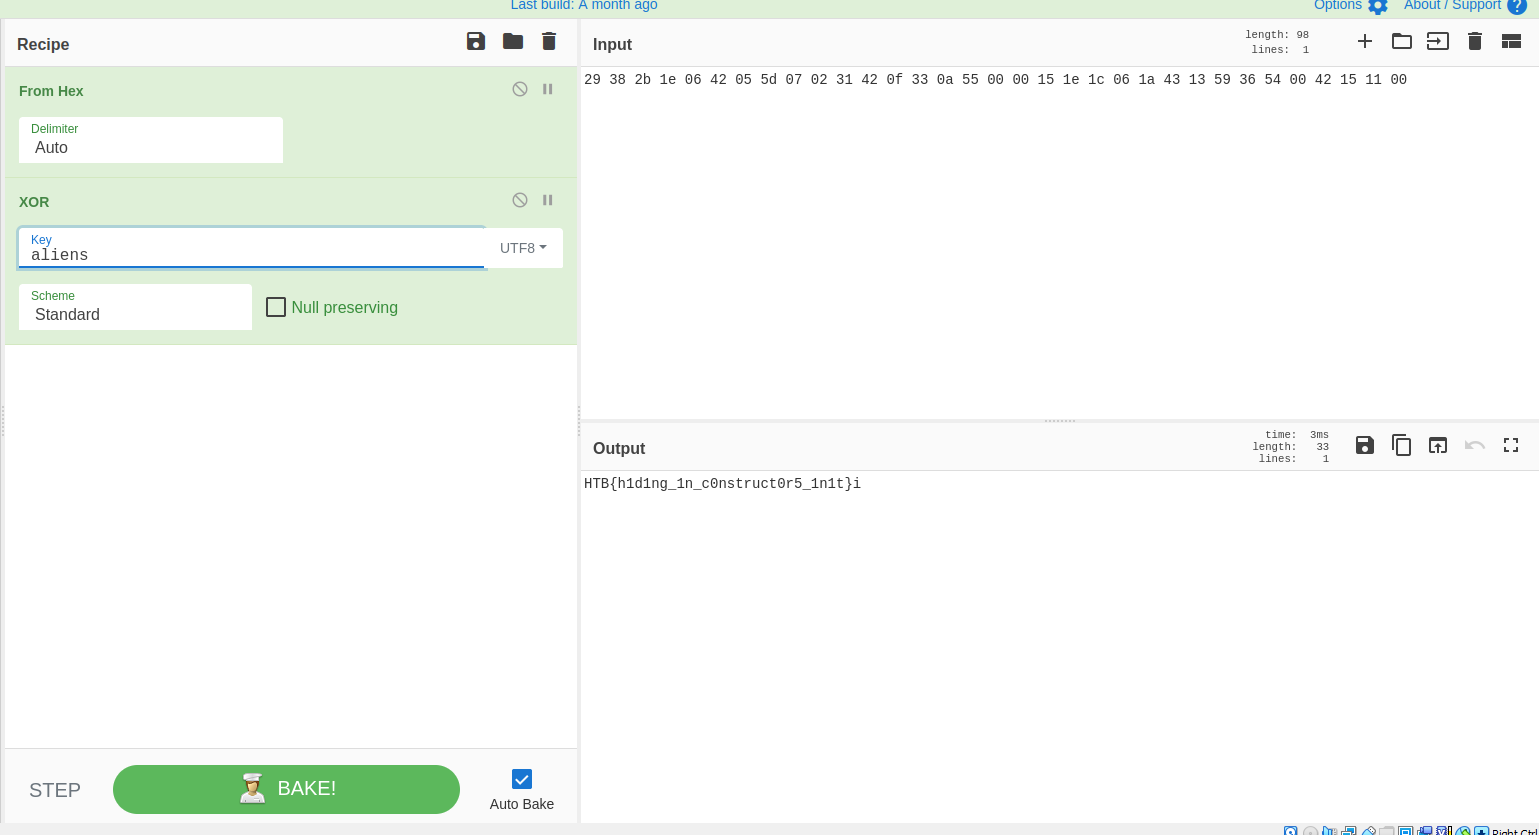 Last build: A month ago
Options
About / Support
Recipe
From Hex
Delimiter
Auto
XOR
Key
aliens
UTF8
Scheme
Standard
Null preserving
STEP
BAKE!
Auto Bake
Input
length: 98
lines: 1
29 38 2b 1e 06 42 05 5d 07 02 31 42 0f 33 0a 55 00 00 15 1e 1c 06 1a 43 13 59 36 54 00 42 15 11 00
Output
time: 3ms
length: 33
lines: 1
HTB{h1d1ng_1n_c0nstruct0r5_1n1t}i
Right Ctrl